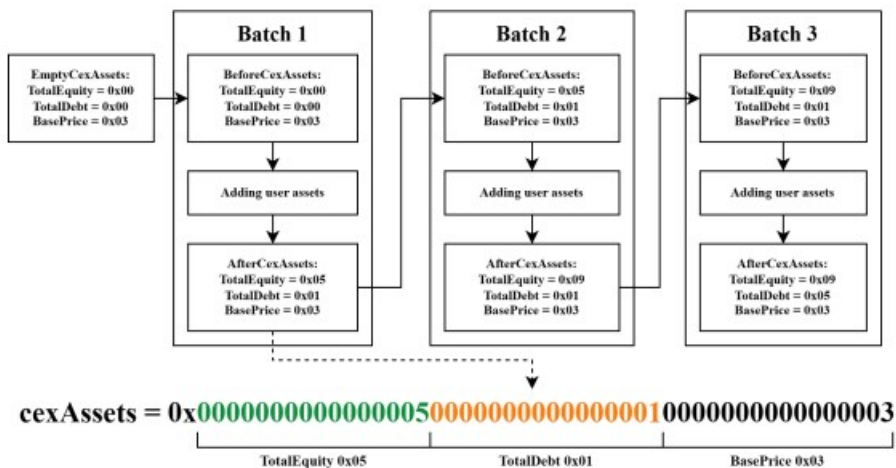 Batch 1
Batch 2
Batch 3
EmptyCexAssets:
TotalEquity = 0x00
TotalDebt = 0x00
BasePrice = 0x03
BeforeCexAssets:
TotalEquity = 0x00
TotalDebt = 0x00
BasePrice = 0x03
Adding user assets
AfterCexAssets:
TotalEquity = 0x05
TotalDebt = 0x01
BasePrice = 0x03
BeforeCexAssets:
TotalEquity = 0x05
TotalDebt = 0x01
BasePrice = 0x03
Adding user assets
AfterCexAssets:
TotalEquity = 0x09
TotalDebt = 0x01
BasePrice = 0x03
BeforeCexAssets:
TotalEquity = 0x09
TotalDebt = 0x01
BasePrice = 0x03
Adding user assets
AfterCexAssets:
TotalEquity = 0x09
TotalDebt = 0x05
BasePrice = 0x03
cexAssets = 0x000000000000000500000000000000010000000000000003
TotalEquity 0x05
TotalDebt 0x01
BasePrice 0x03